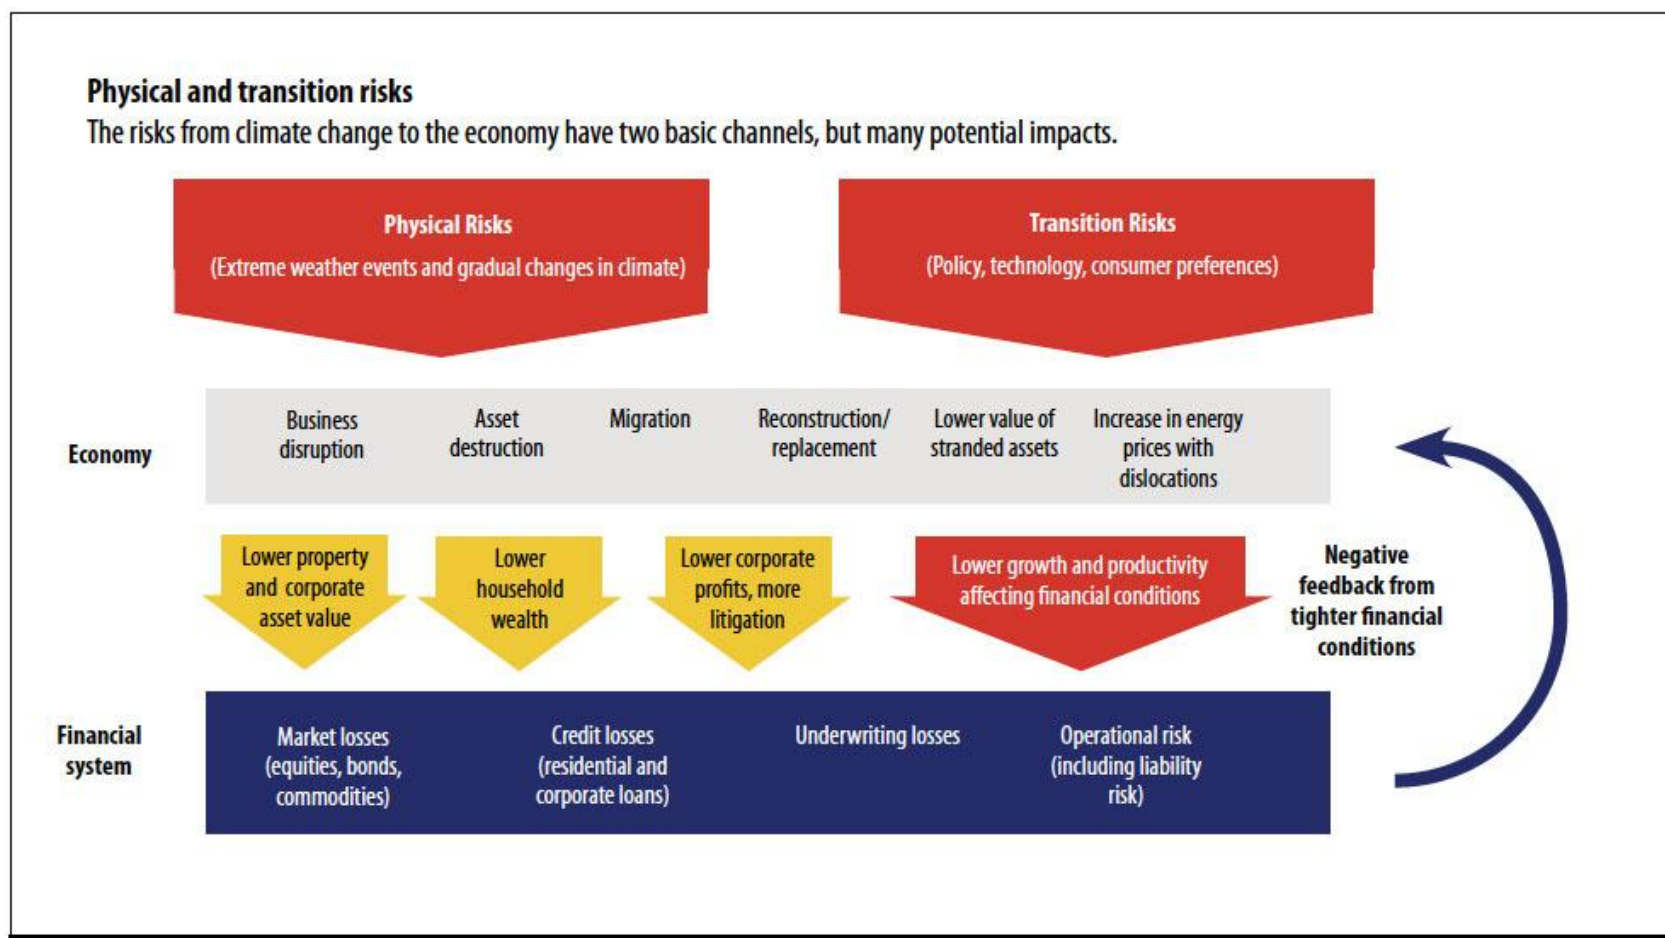 Physical and transition risks
The risks from climate change to the economy have two basic channels, but many potential impacts.
Physical Risks
(Extreme weather events and gradual changes in climate)
Transition Risks
(Policy, technology, consumer preferences)
Economy
Business
disruption
Asset
destruction
Migration
Reconstruction/
replacement
Lower value of
stranded assets
Increase in energy
prices with
dislocations
Lower property
and corporate
asset value
Lower
household
wealth
Lower corporate
profits, more
litigation
Lower growth and productivity
affecting financial conditions
Negative
feedback from
tighter financial
conditions
Financial
system
Market losses
(equities, bonds,
commodities)
Credit losses
(residential and
corporate loans)
Underwriting losses
Operational risk
(including liability
risk)